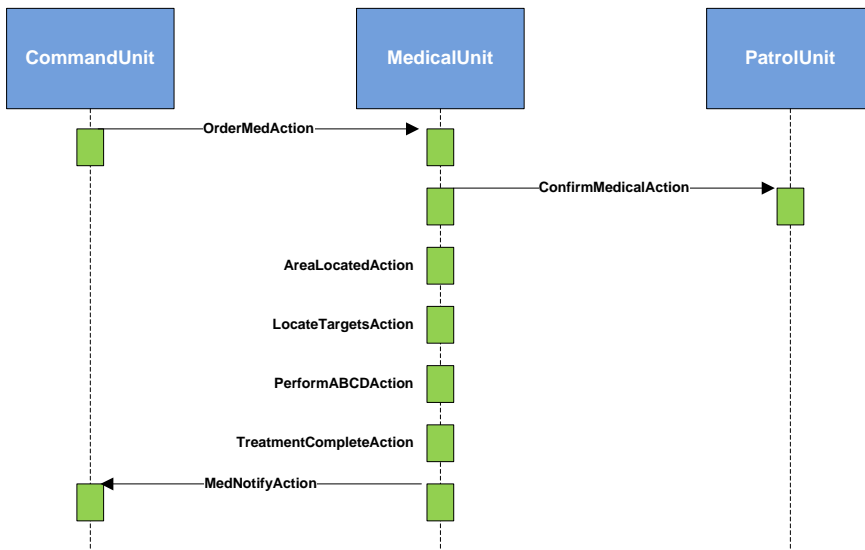 CommandUnit
MedicalUnit
PatrolUnit
OrderMedAction
ConfirmMedicalAction
AreaLocatedAction
LocateTargetsAction
PerformABCDAction
TreatmentCompleteAction
MedNotifyAction